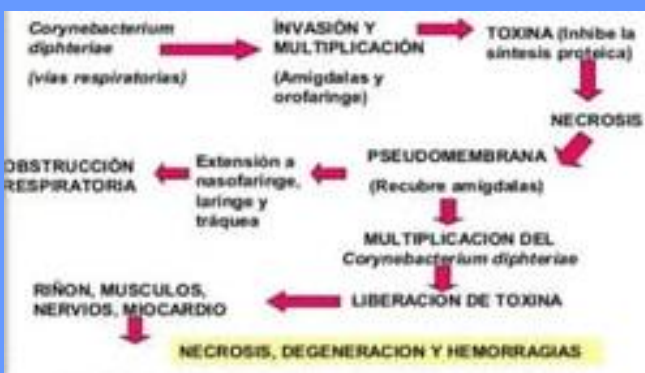 Corynebacterium
diphteriae
(vías respiratorias)
INVASIÓN Y
MULTIPLICACIÓN
(Amigdalas y
orofaringe)
TOXINA (Inhibe la
síntesis proteica)
NECROSIS
PSEUDOMEMBRANA
(Recubre amigdalas)
Extensión a
nasofaringe,
laringe y
tráquea
OBSTRUCCIÓN
RESPIRATORIA
MULTIPLICACION DEL
Corynebacterium diphteriae
LIBERACION DE TOXINA
RIÑON, MUSCULOS,
NERVIOS, MIOCARDIO
NECROSIS, DEGENERACION Y HEMORRAGIAS